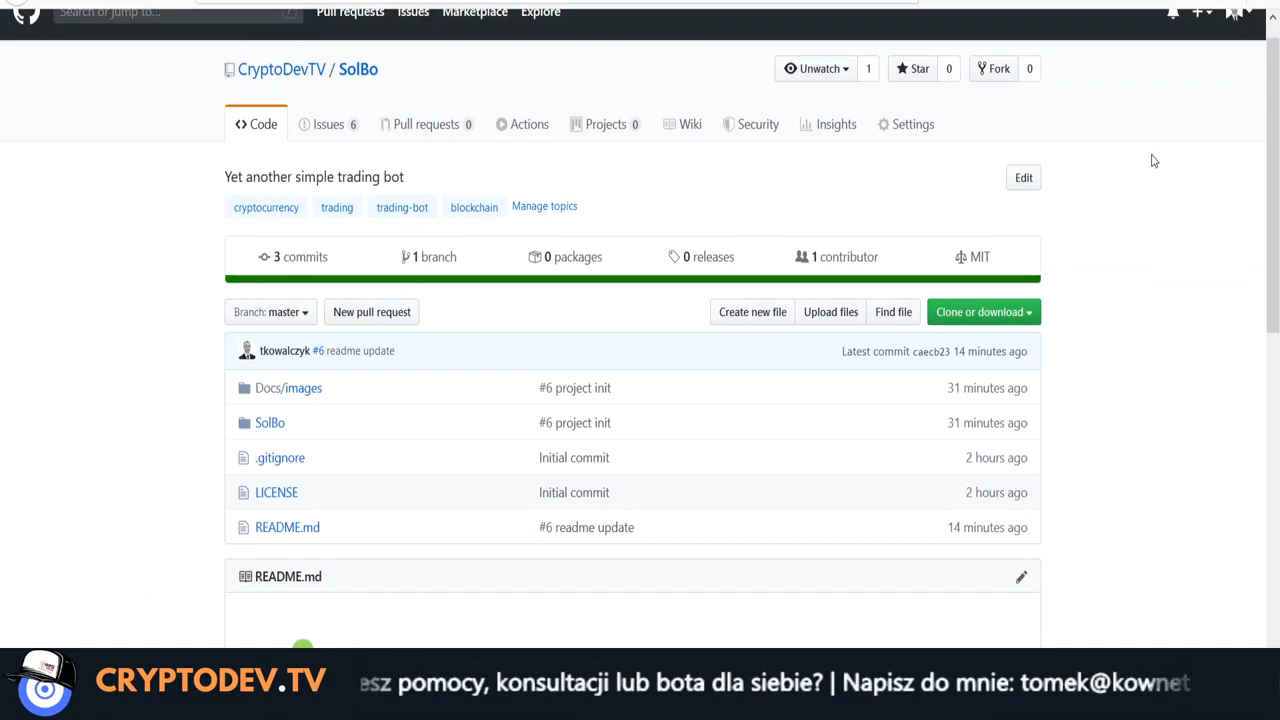 Search or jump to... /
Pull requests Issues Marketplace Explore
CryptoDevTV / SolBo
Unwatch 1 Star 0 Fork 0
Code Issues 6 Pull requests 0 Actions Projects 0 Wiki Security Insights Settings
Yet another simple trading bot
Edit
cryptocurrency trading trading-bot blockchain Manage topics
3 commits 1 branch 0 packages 0 releases 1 contributor MIT
Branch: master New pull request Create new file Upload files Find file Clone or download
tkowalczyk #6 readme update Latest commit caecb23 14 minutes ago
Docs/images #6 project init 31 minutes ago
SolBo #6 project init 31 minutes ago
.gitignore Initial commit 2 hours ago
LICENSE Initial commit 2 hours ago
README.md #6 readme update 14 minutes ago
README.md
CRYPTODEV.TV esz pomocy, konsultacji lub bota dla siebie? | Napisz do mnie: tomek@kownet